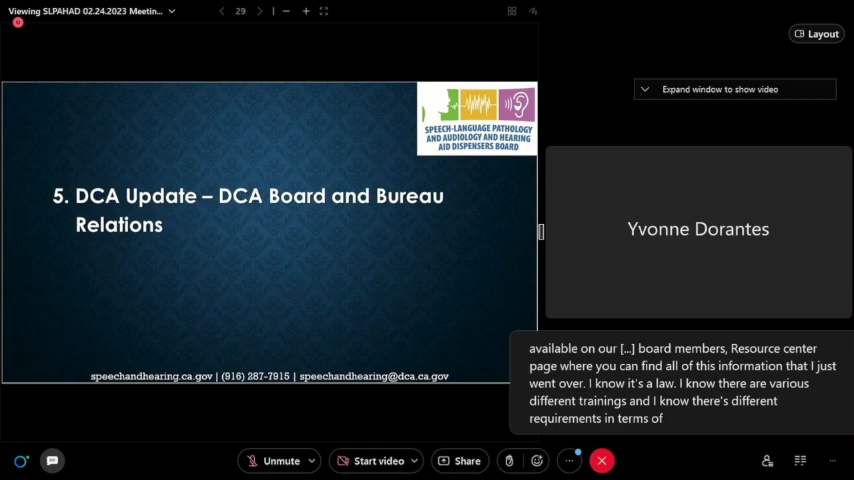 Viewing SLPAHAD 02.24.2023 Meetin...
29
Layout
Expand window to show video
SPEECH-LANGUAGE PATHOLOGY
AND AUDIOLOGY AND HEARING
AID DISPENSERS BOARD
5. DCA Update – DCA Board and Bureau
Relations
Yvonne Dorantes
speechandhearing.ca.gov | (916) 287-7915 | speechandhearing@dca.ca.gov
available on our [...] board members, Resource center
page where you can find all of this information that I just
went over. I know it's a law. I know there are various
different trainings and I know there's different
requirements in terms of
Unmute
Start video
Share